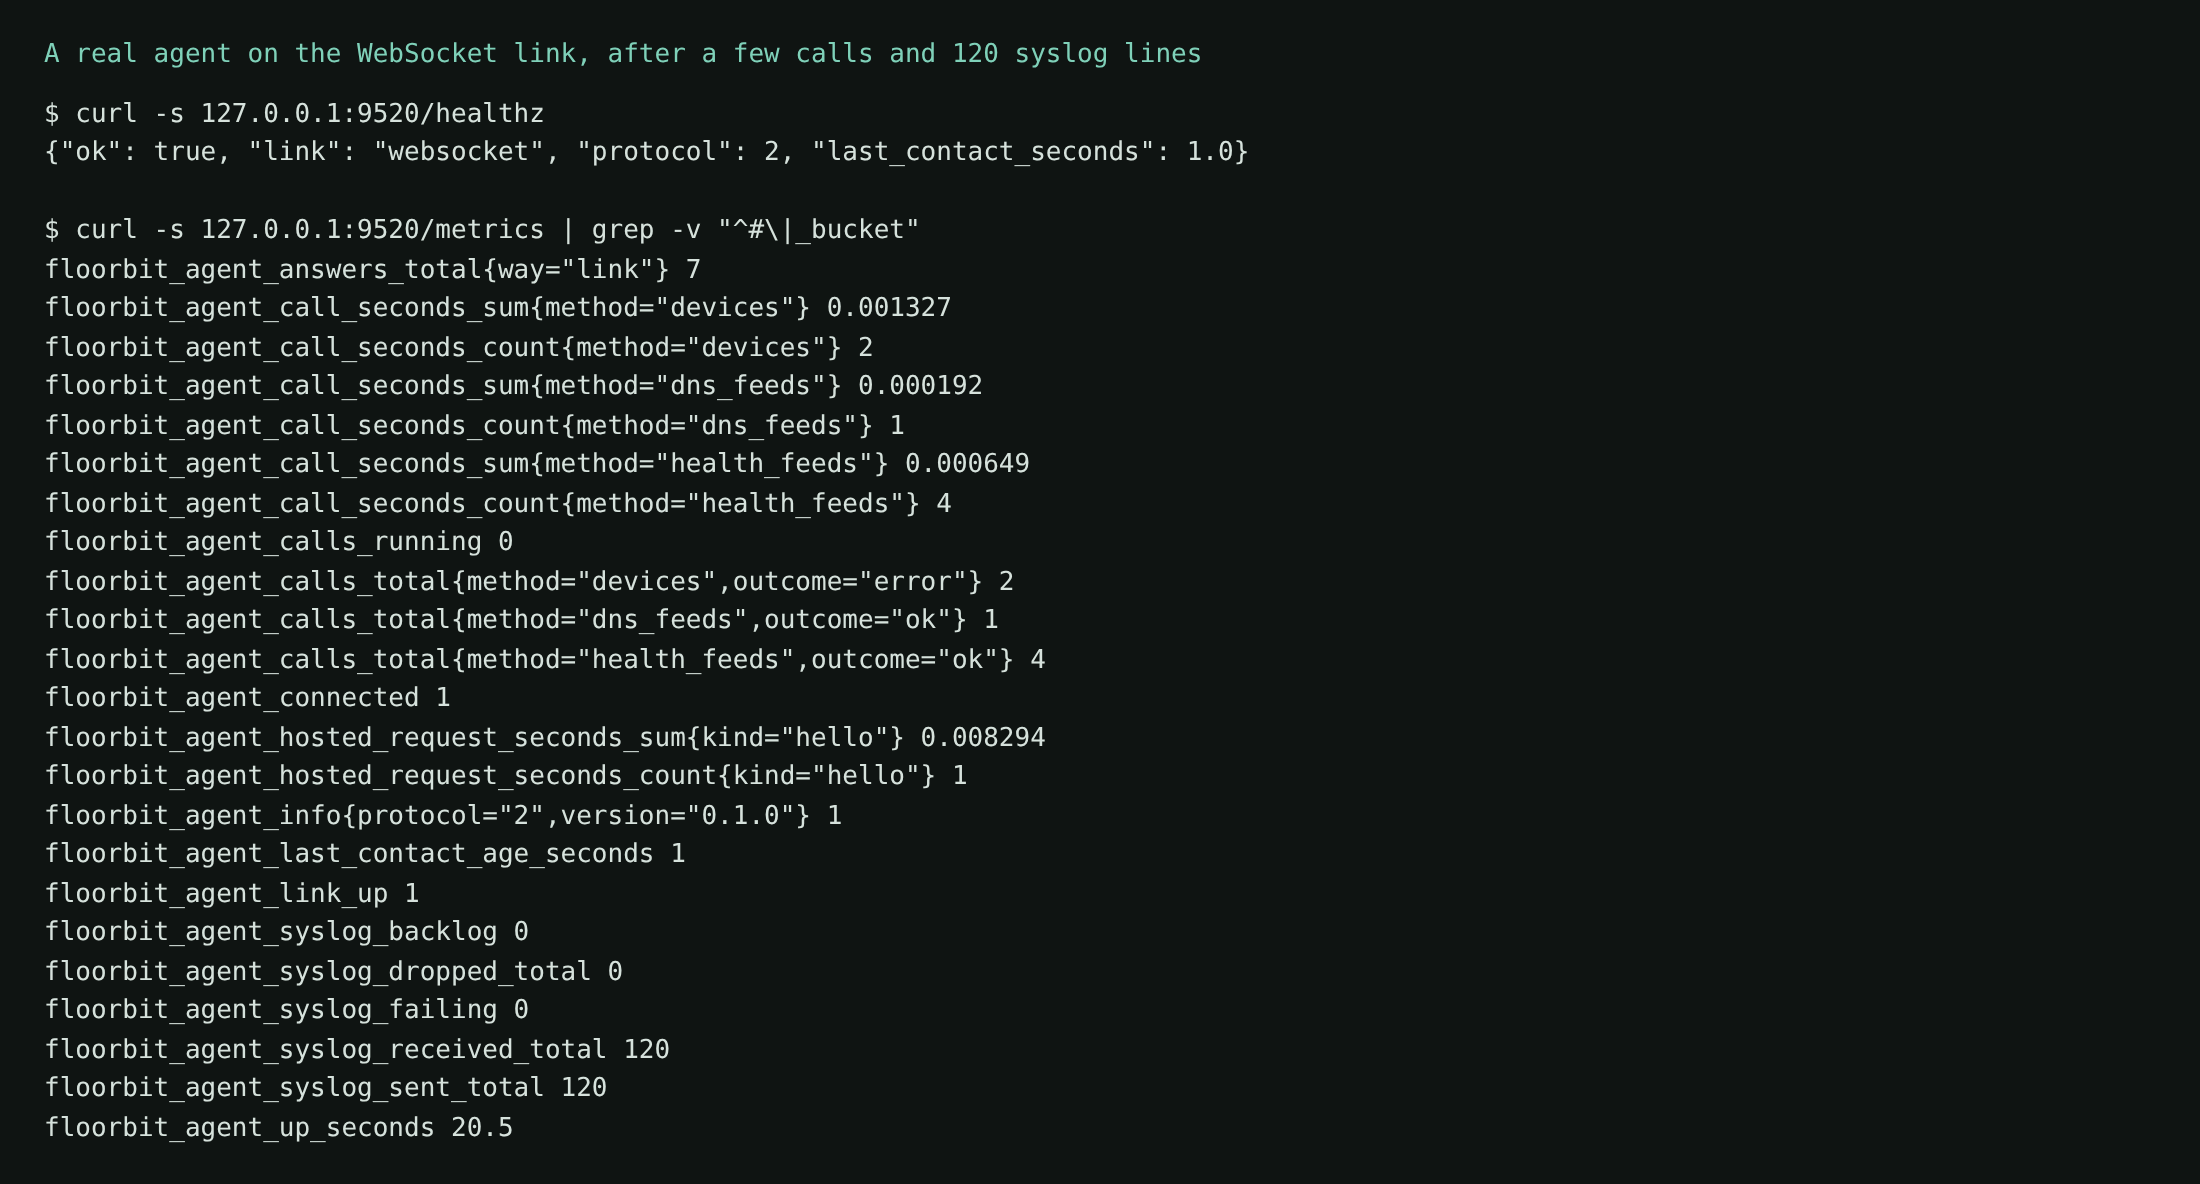 A real agent on the WebSocket link, after a few calls and 120 syslog lines
$ curl -s 127.0.0.1:9520/healthz
{"ok": true, "link": "websocket", "protocol": 2, "last_contact_seconds": 1.0}
$ curl -s 127.0.0.1:9520/metrics | grep -v "^#\|_bucket"
floorbit_agent_answers_total{way="link"} 7
floorbit_agent_call_seconds_sum{method="devices"} 0.001327
floorbit_agent_call_seconds_count{method="devices"} 2
floorbit_agent_call_seconds_sum{method="dns_feeds"} 0.000192
floorbit_agent_call_seconds_count{method="dns_feeds"} 1
floorbit_agent_call_seconds_sum{method="health_feeds"} 0.000649
floorbit_agent_call_seconds_count{method="health_feeds"} 4
floorbit_agent_calls_running 0
floorbit_agent_calls_total{method="devices",outcome="error"} 2
floorbit_agent_calls_total{method="dns_feeds",outcome="ok"} 1
floorbit_agent_calls_total{method="health_feeds",outcome="ok"} 4
floorbit_agent_connected 1
floorbit_agent_hosted_request_seconds_sum{kind="hello"} 0.008294
floorbit_agent_hosted_request_seconds_count{kind="hello"} 1
floorbit_agent_info{protocol="2",version="0.1.0"} 1
floorbit_agent_last_contact_age_seconds 1
floorbit_agent_link_up 1
floorbit_agent_syslog_backlog 0
floorbit_agent_syslog_dropped_total 0
floorbit_agent_syslog_failing 0
floorbit_agent_syslog_received_total 120
floorbit_agent_syslog_sent_total 120
floorbit_agent_up_seconds 20.5